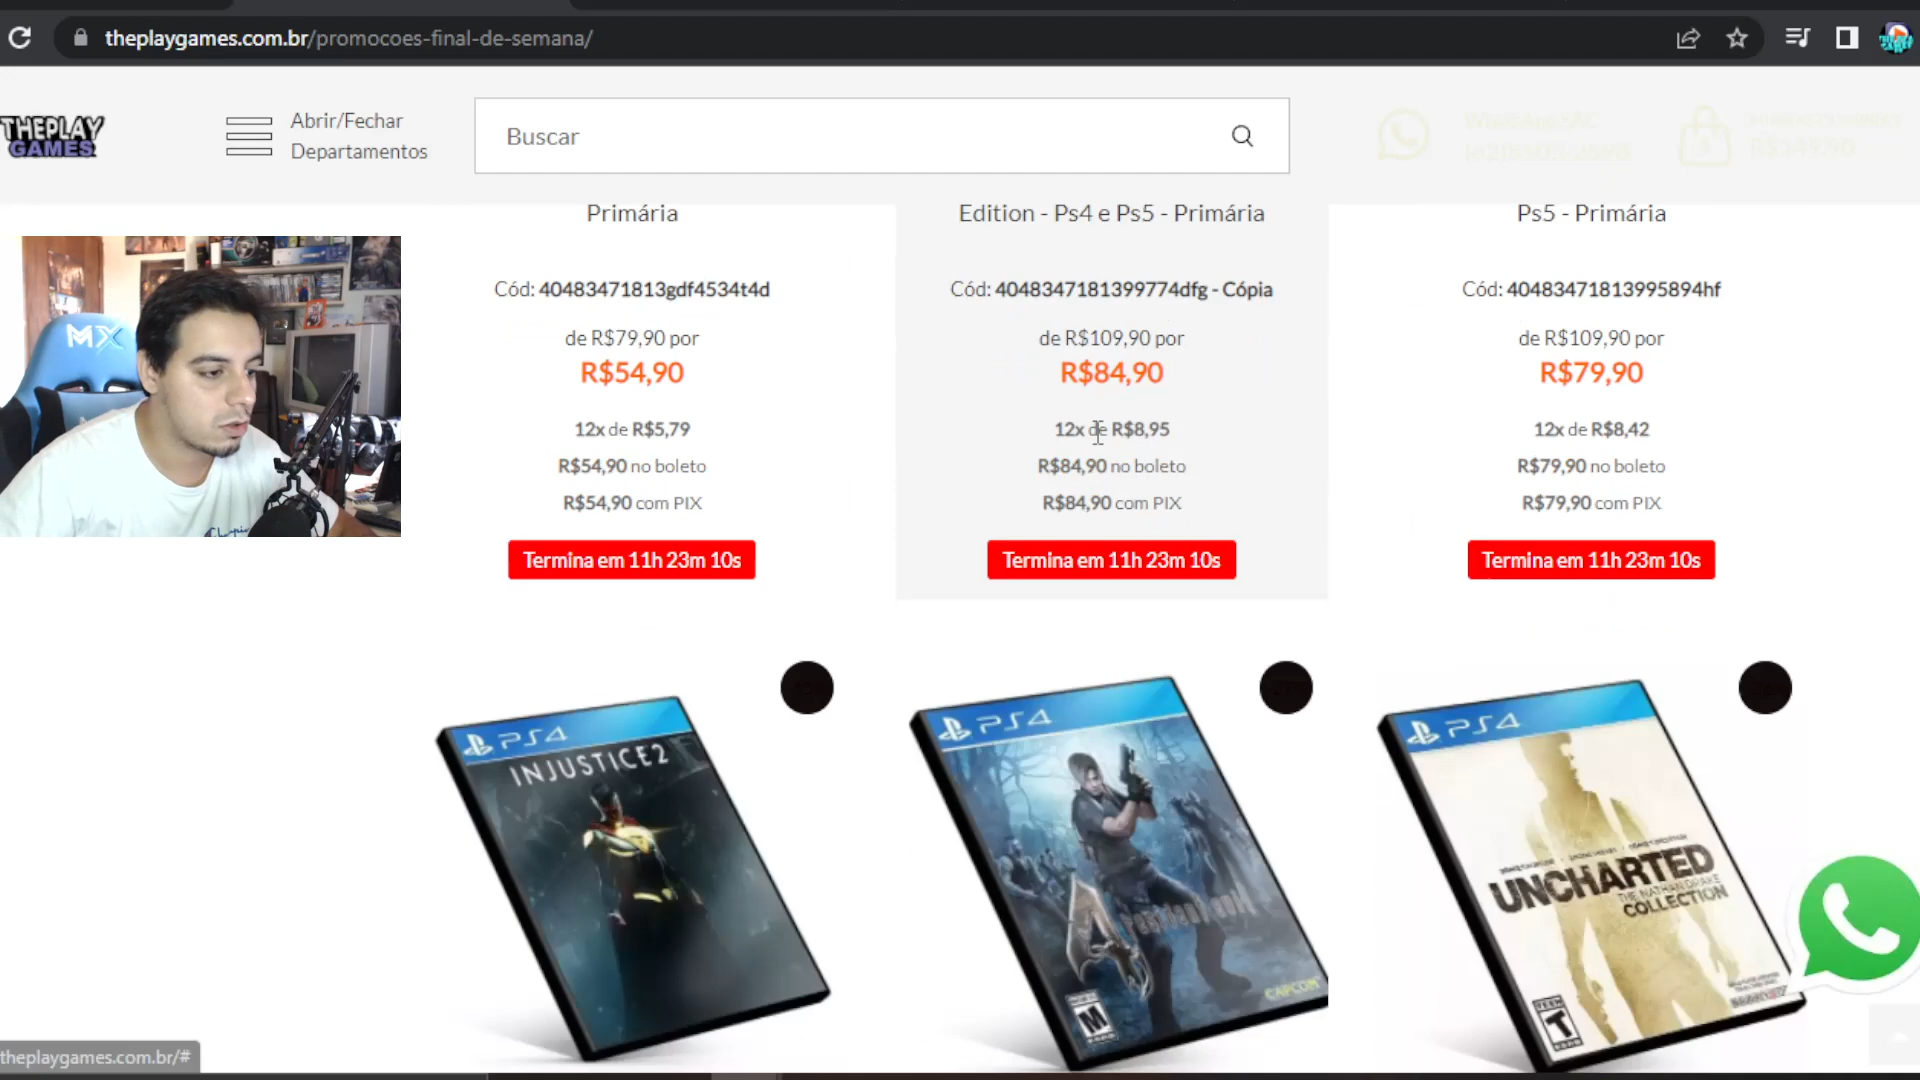 theplaygames.com.br/promocoes-final-de-semana/
THEPLAY
GAMES
Abrir/Fechar
Departamentos
Buscar
Primária
Edition - Ps4 e Ps5 - Primária
Ps5 - Primária
Cód: 40483471813gdf4534t4d
Cód: 4048347181399774dfg - Cópia
Cód: 40483471813995894hf
de R$79,90 por
de R$109,90 por
de R$109,90 por
R$54,90
R$84,90
R$79,90
12x de R$5,79
12x de R$8,95
12x de R$8,42
R$54,90 no boleto
R$84,90 no boleto
R$79,90 no boleto
R$54,90 com PIX
R$84,90 com PIX
R$79,90 com PIX
Termina em 11h 23m 10s
Termina em 11h 23m 10s
Termina em 11h 23m 10s
MX
PS4
INJUSTICE 2
PS4
4
CAPCOM
M
PS4
UNCHARTED
THE NATHAN DRAKE
COLLECTION
TEEN
T
theplaygames.com.br/#